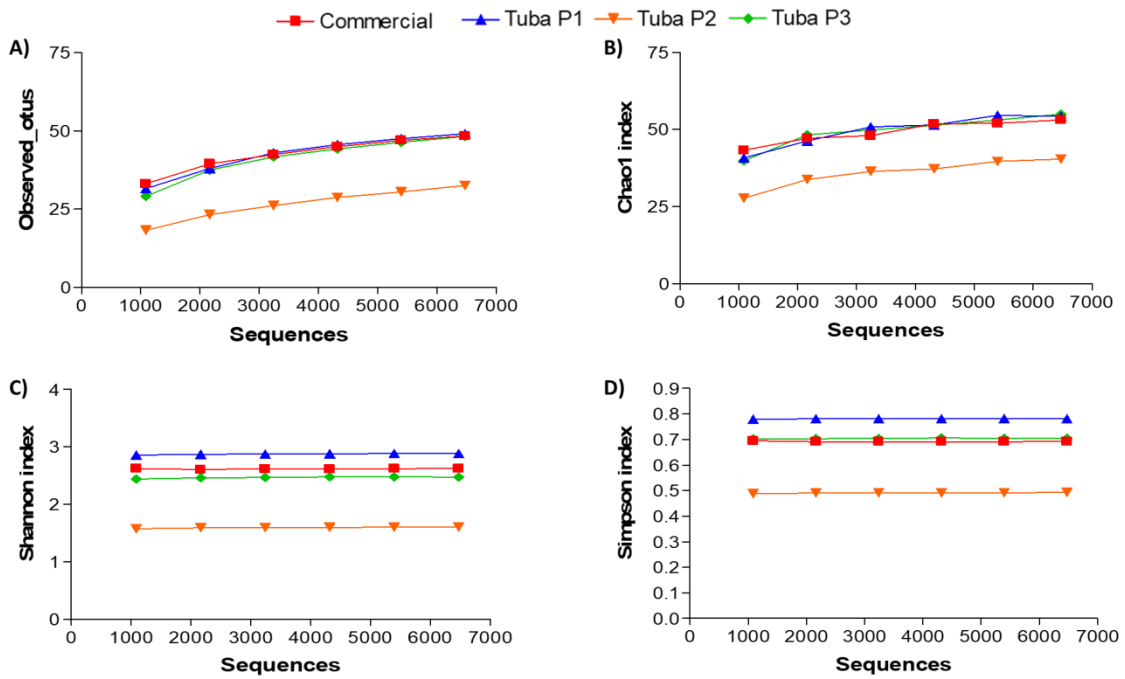 Commercial Tuba P1 Tuba P2 Tuba P3
A)
Observed_otus
75
50
25
0
0 1000 2000 3000 4000 5000 6000 7000
Sequences
B)
Chao1 index
75
50
25
0
0 1000 2000 3000 4000 5000 6000 7000
Sequences
C)
Shannon index
4
3
2
1
0
0 1000 2000 3000 4000 5000 6000 7000
Sequences
D)
Simpson index
0.9
0.8
0.7
0.6
0.5
0.4
0.3
0.2
0.1
0.0
0 1000 2000 3000 4000 5000 6000 7000
Sequences